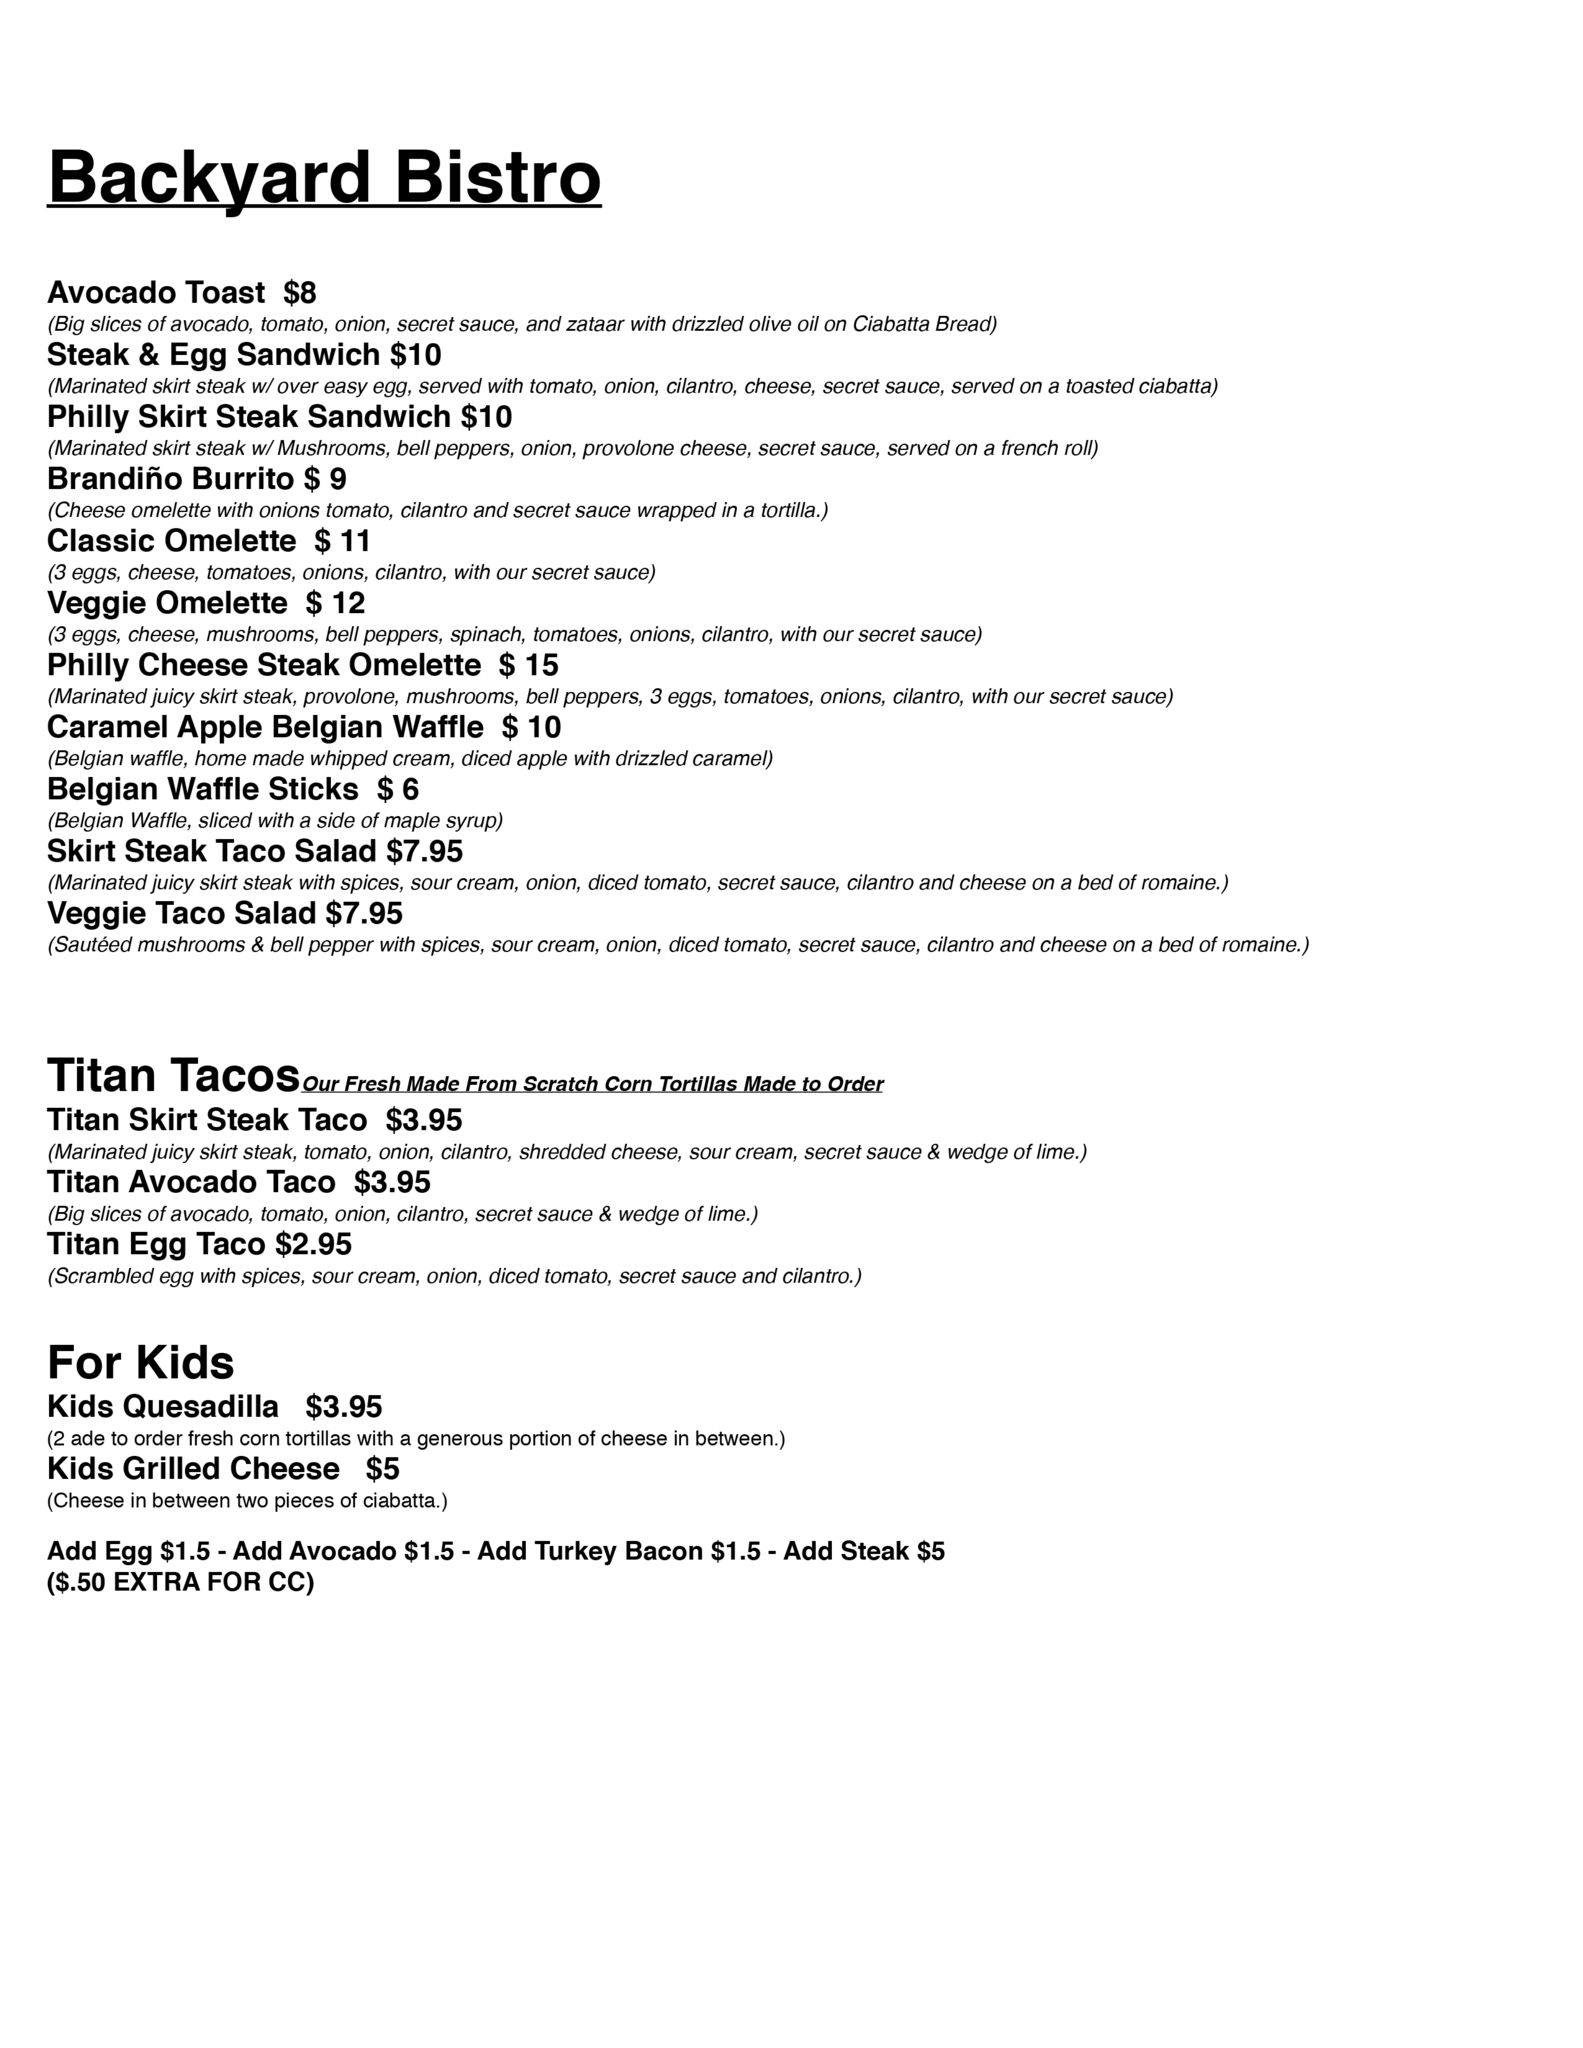 Backyard Bistro
Avocado Toast  $8
(Big slices of avocado, tomato, onion, secret sauce, and zataar with drizzled olive oil on Ciabatta Bread)
Steak & Egg Sandwich $10
(Marinated skirt steak w/ over easy egg, served with tomato, onion, cilantro, cheese, secret sauce, served on a toasted ciabatta)
Philly Skirt Steak Sandwich $10
(Marinated skirt steak w/ Mushrooms, bell peppers, onion, provolone cheese, secret sauce, served on a french roll)
Brandiño Burrito $ 9
(Cheese omelette with onions tomato, cilantro and secret sauce wrapped in a tortilla.)
Classic Omelette  $ 11
(3 eggs, cheese, tomatoes, onions, cilantro, with our secret sauce)
Veggie Omelette  $ 12
(3 eggs, cheese, mushrooms, bell peppers, spinach, tomatoes, onions, cilantro, with our secret sauce)
Philly Cheese Steak Omelette  $ 15
(Marinated juicy skirt steak, provolone, mushrooms, bell peppers, 3 eggs, tomatoes, onions, cilantro, with our secret sauce)
Caramel Apple Belgian Waffle  $ 10
(Belgian waffle, home made whipped cream, diced apple with drizzled caramel)
Belgian Waffle Sticks  $ 6
(Belgian Waffle, sliced with a side of maple syrup)
Skirt Steak Taco Salad $7.95
(Marinated juicy skirt steak with spices, sour cream, onion, diced tomato, secret sauce, cilantro and cheese on a bed of romaine.)
Veggie Taco Salad $7.95
(Sautéed mushrooms & bell pepper with spices, sour cream, onion, diced tomato, secret sauce, cilantro and cheese on a bed of romaine.)
Titan Tacos Our Fresh Made From Scratch Corn Tortillas Made to Order
Titan Skirt Steak Taco  $3.95
(Marinated juicy skirt steak, tomato, onion, cilantro, shredded cheese, sour cream, secret sauce & wedge of lime.)
Titan Avocado Taco  $3.95
(Big slices of avocado, tomato, onion, cilantro, secret sauce & wedge of lime.)
Titan Egg Taco $2.95
(Scrambled egg with spices, sour cream, onion, diced tomato, secret sauce and cilantro.)
For Kids
Kids Quesadilla   $3.95
(2 ade to order fresh corn tortillas with a generous portion of cheese in between.)
Kids Grilled Cheese   $5
(Cheese in between two pieces of ciabatta.)
Add Egg $1.5 - Add Avocado $1.5 - Add Turkey Bacon $1.5 - Add Steak $5
($.50 EXTRA FOR CC)